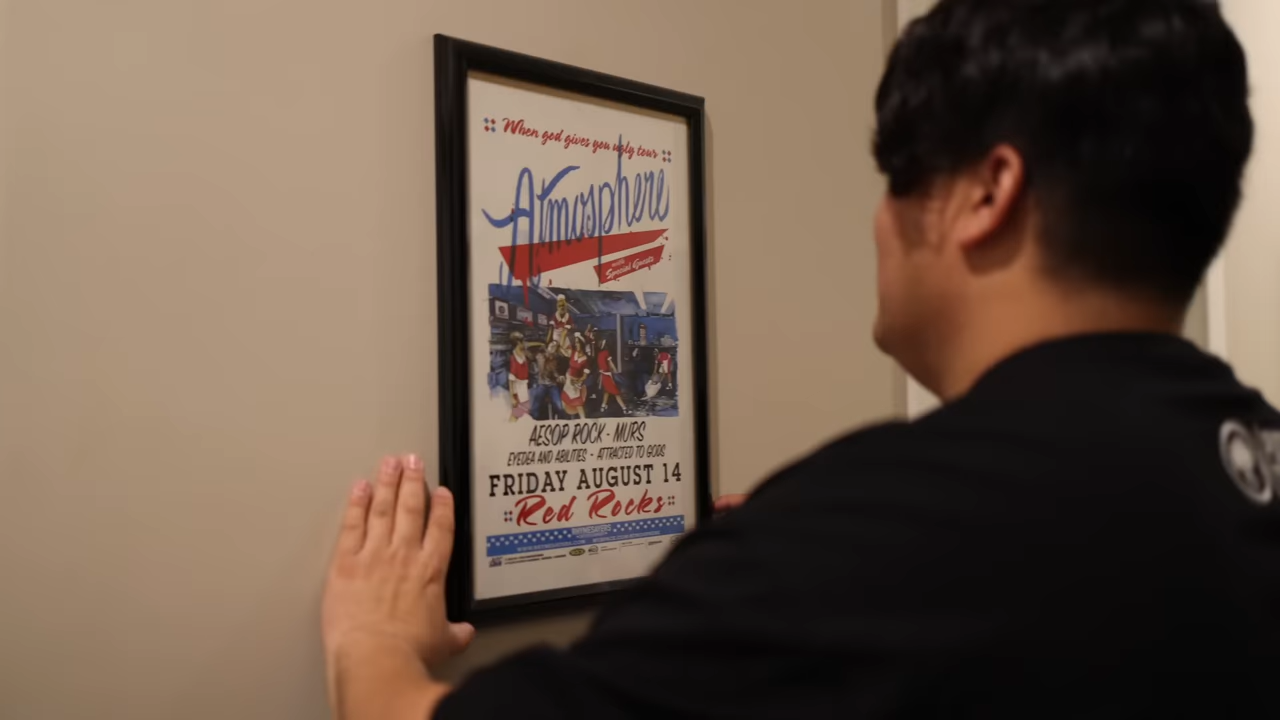 When god gives you ugly tour
Atmosphere
with
Special Guests
AESOP ROCK - MURS
EYEDEA AND ABILITIES - ATTRACTED TO GODS
FRIDAY AUGUST 14
Red Rocks